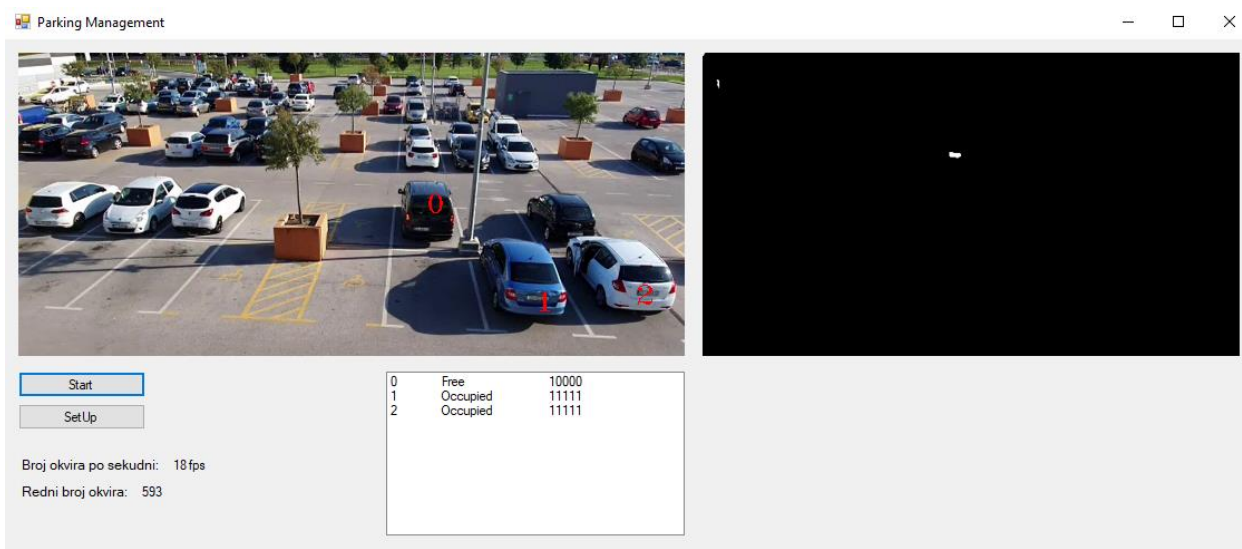 Parking Management
0
1
2
Start
SetUp
Broj okvira po sekundi: 18 fps
Redni broj okvira: 593
0 Free 10000
1 Occupied 11111
2 Occupied 11111